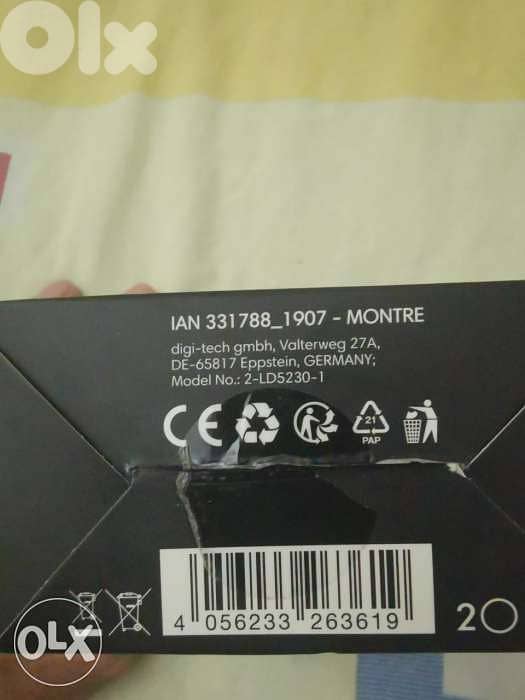 OLX
IAN 331788_1907 - MONTRE
digi-tech gmbh, Valterweg 27A,
DE-65817 Eppstein, GERMANY;
Model No.: 2-LD5230-1
CE
21
PAP
4 056233 263619
2
OLX